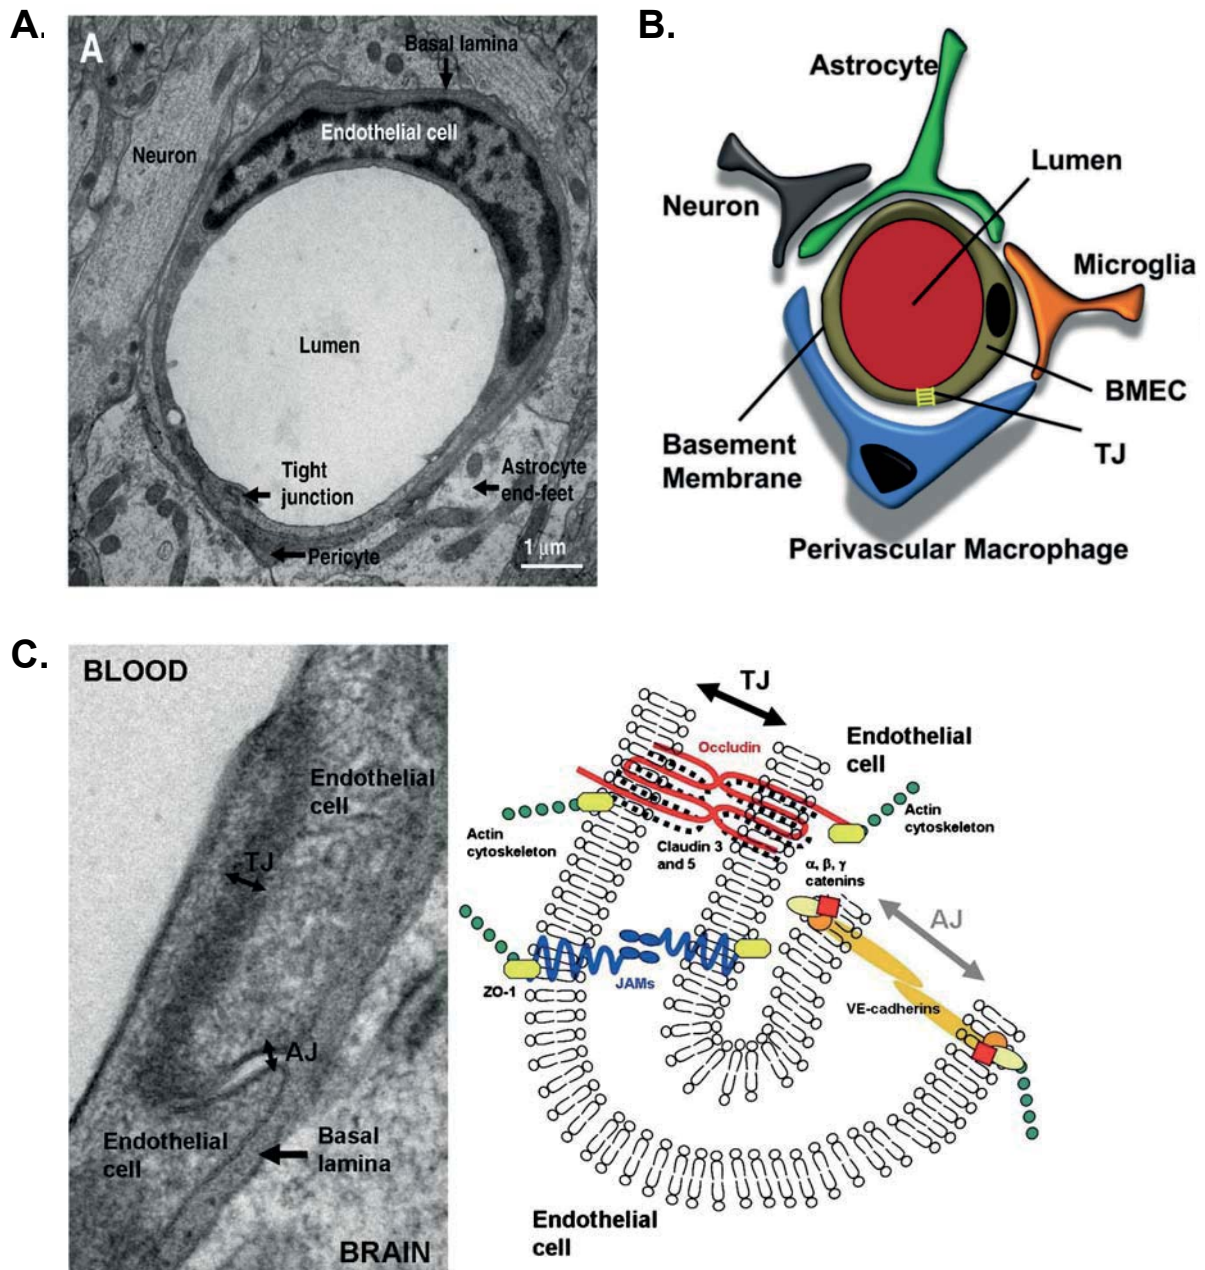 A.
A
Basal lamina
Endothelial cell
Neuron
Lumen
Tight
junction
Astrocyte
end-feet
Pericyte
1 μm
B.
Astrocyte
Lumen
Neuron
Microglia
BMEC
TJ
Basement
Membrane
Perivascular Macrophage
C.
BLOOD
Endothelial
cell
TJ
AJ
Endothelial
cell
Basal
lamina
BRAIN
TJ
Occludin
Endothelial
cell
Actin
cytoskeleton
Actin
cytoskeleton
Claudin 3
and 5
α, β, γ
catenins
AJ
ZO-1
JAMs
VE-cadherins
Endothelial
cell